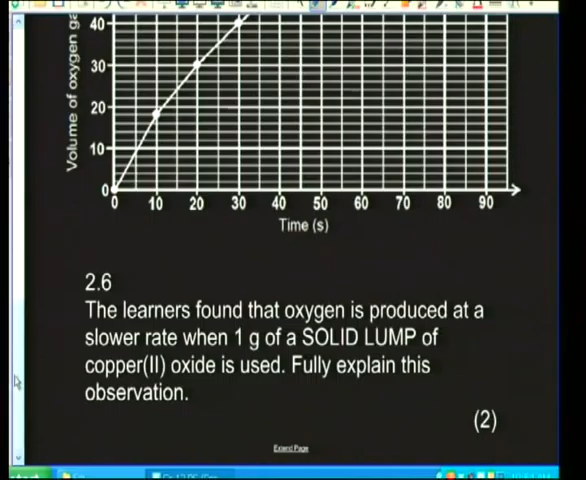 Volume of oxygen ga
40
30
20
10
0
0 10 20 30 40 50 60 70 80 90
Time (s)
2.6
The learners found that oxygen is produced at a
slower rate when 1 g of a SOLID LUMP of
copper(II) oxide is used. Fully explain this
observation.
(2)
Extend Page